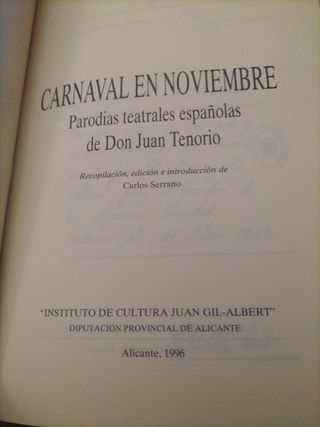 CARNAVAL EN NOVIEMBRE
Parodias teatrales españolas
de Don Juan Tenorio
Recopilación, edición e introducción de
Carlos Serrano
"INSTITUTO DE CULTURA JUAN GIL-ALBERT"
DIPUTACIÓN PROVINCIAL DE ALICANTE
Alicante, 1996